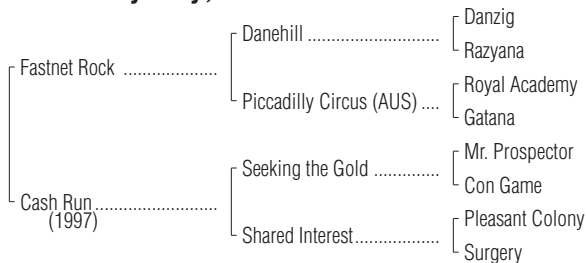 Danzig
Danehill
Razyana
Fastnet Rock
Royal Academy
Piccadilly Circus (AUS)
Gatana
Mr. Prospector
Seeking the Gold
Con Game
Cash Run
(1997)
Pleasant Colony
Shared Interest
Surgery